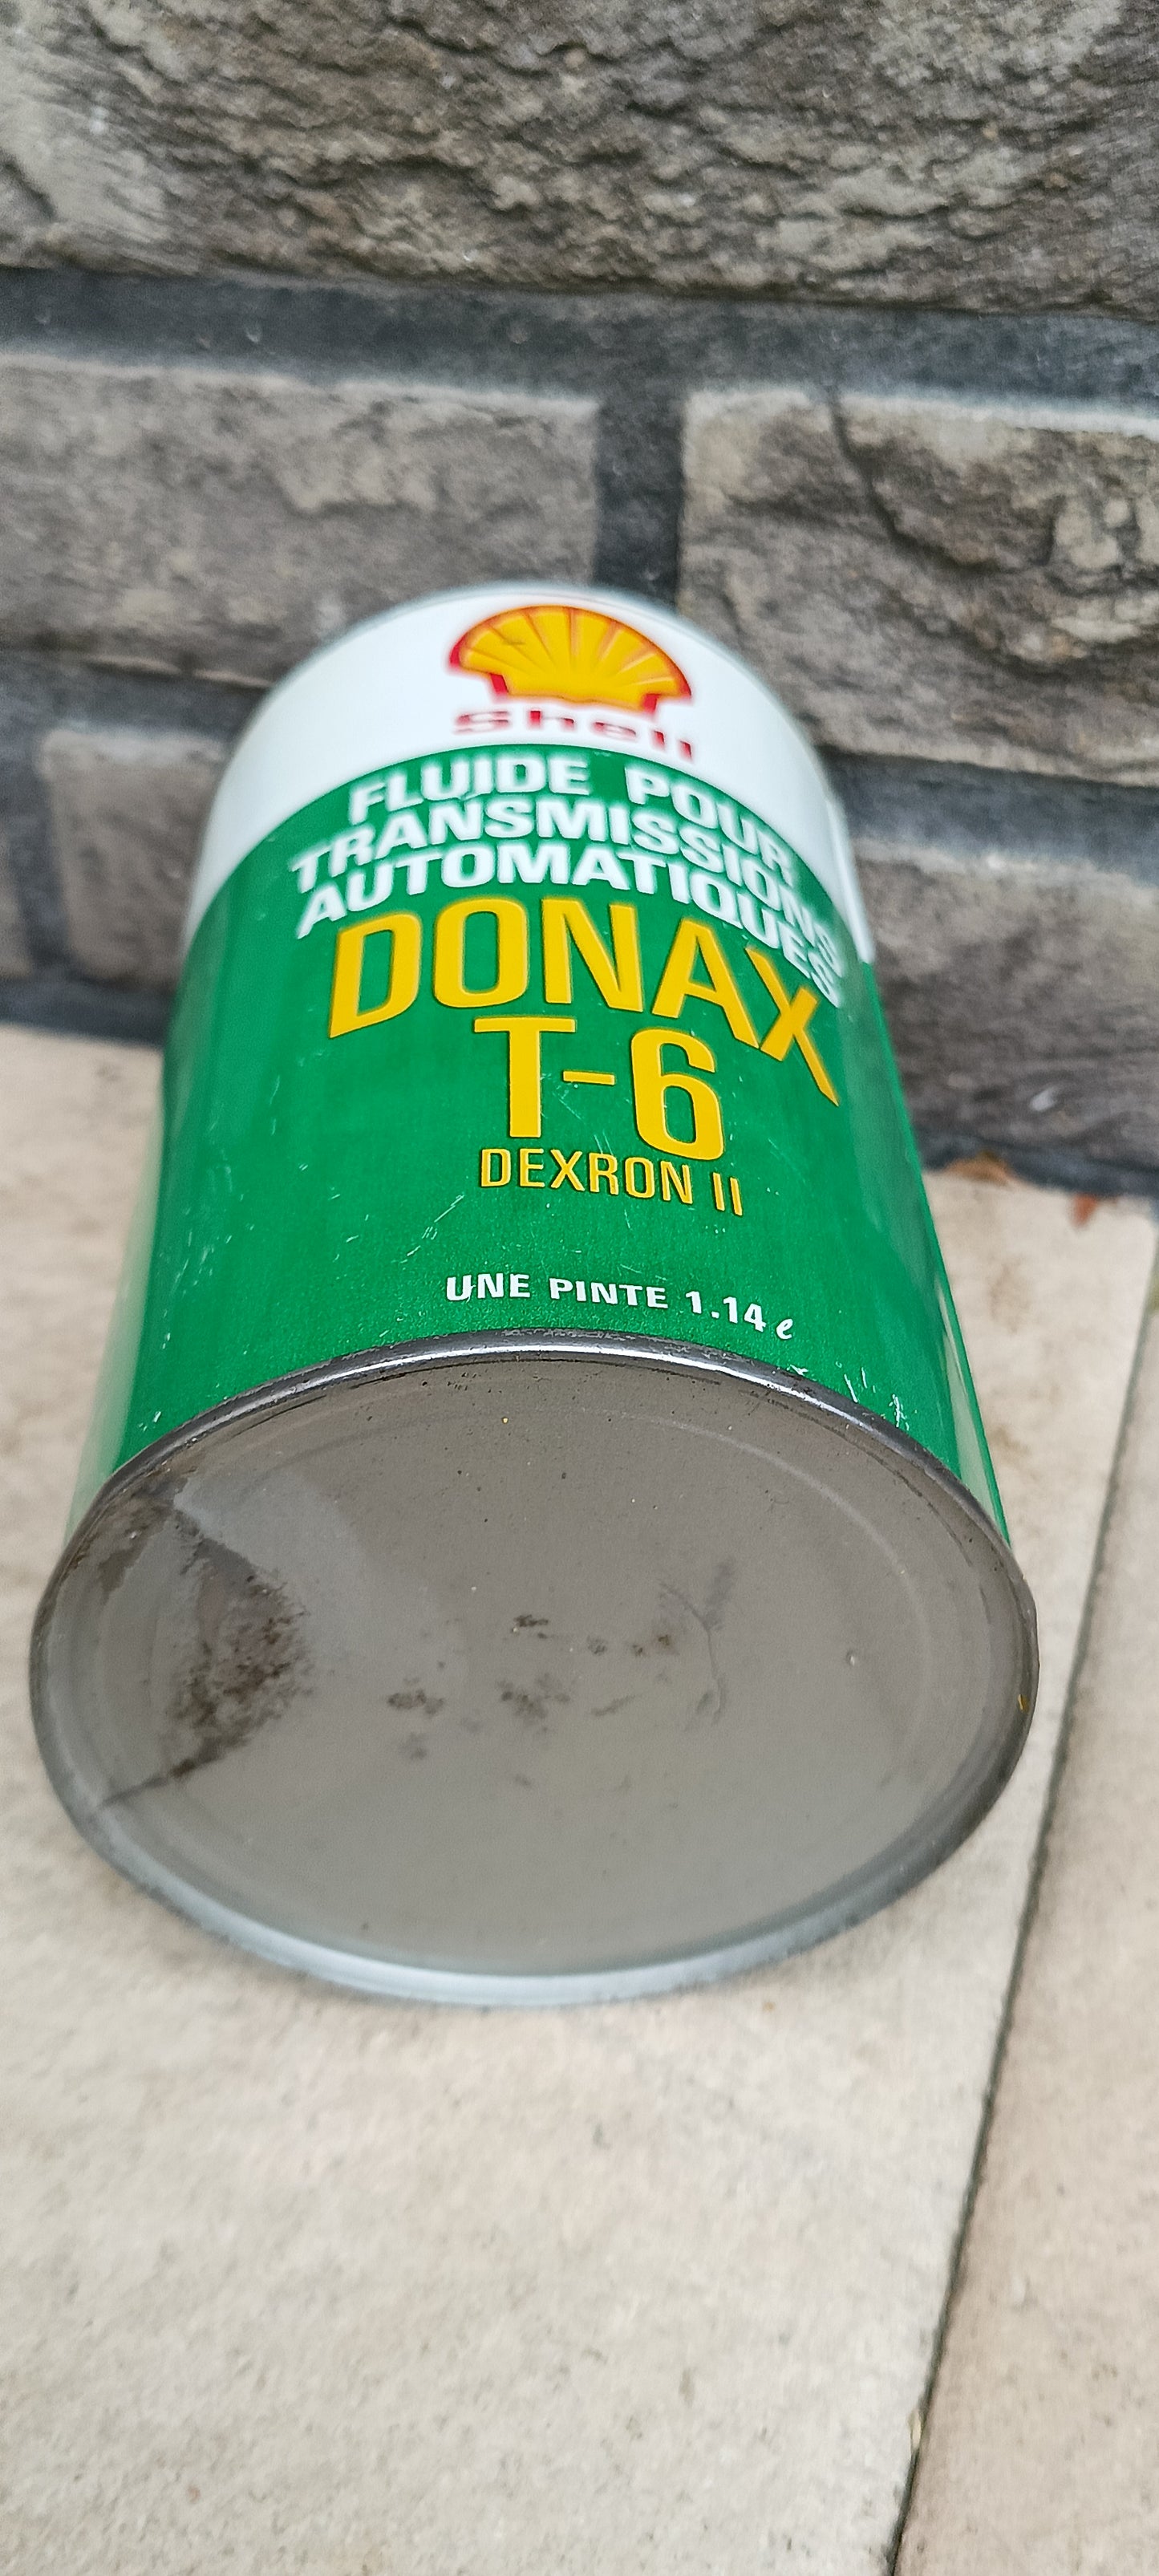 Shell
FLUIDE POUR
TRANSMISSIONS
AUTOMATIQUES
DONAX
T-6
DEXRON II
UNE PINTE 1.14 ℓ